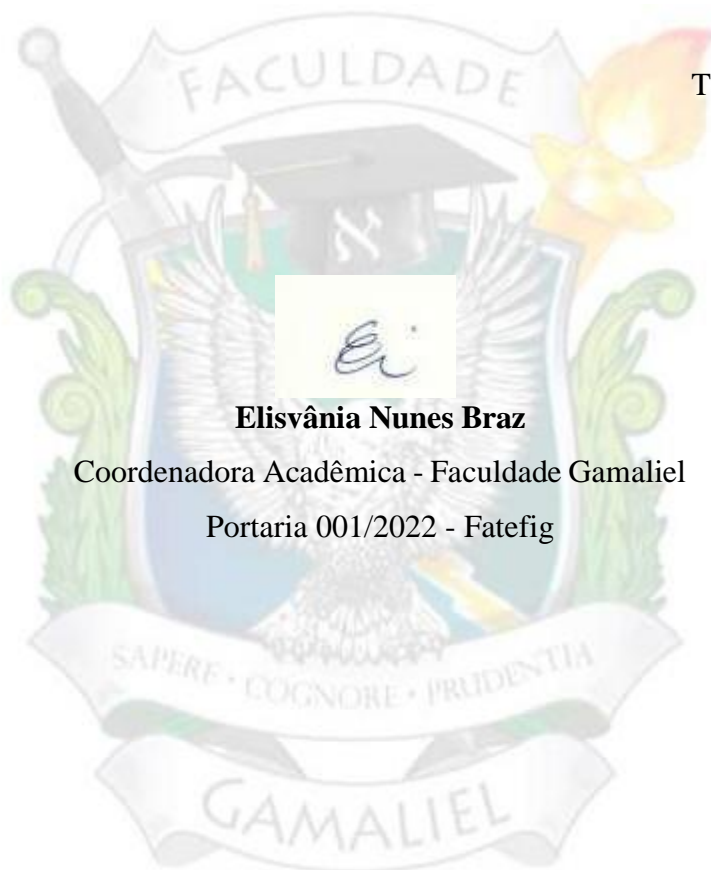 FACULDADE
T
א
Elisvânia Nunes Braz
Coordenadora Acadêmica - Faculdade Gamaliel
Portaria 001/2022 - Fatefig
SAPERE • COGNORE • PRUDENTIA
GAMALIEL